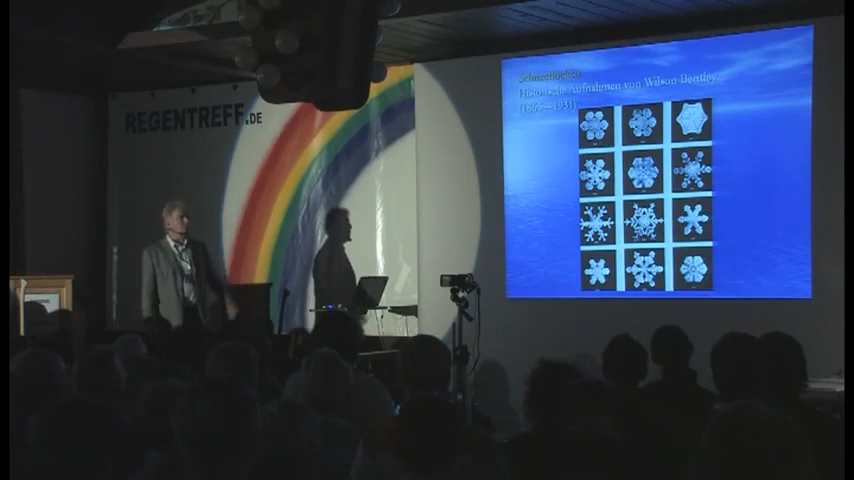 REGENTREFF.DE
Schneeflocken
Historische Aufnahmen von Wilson Bentley
(1865 – 1931)